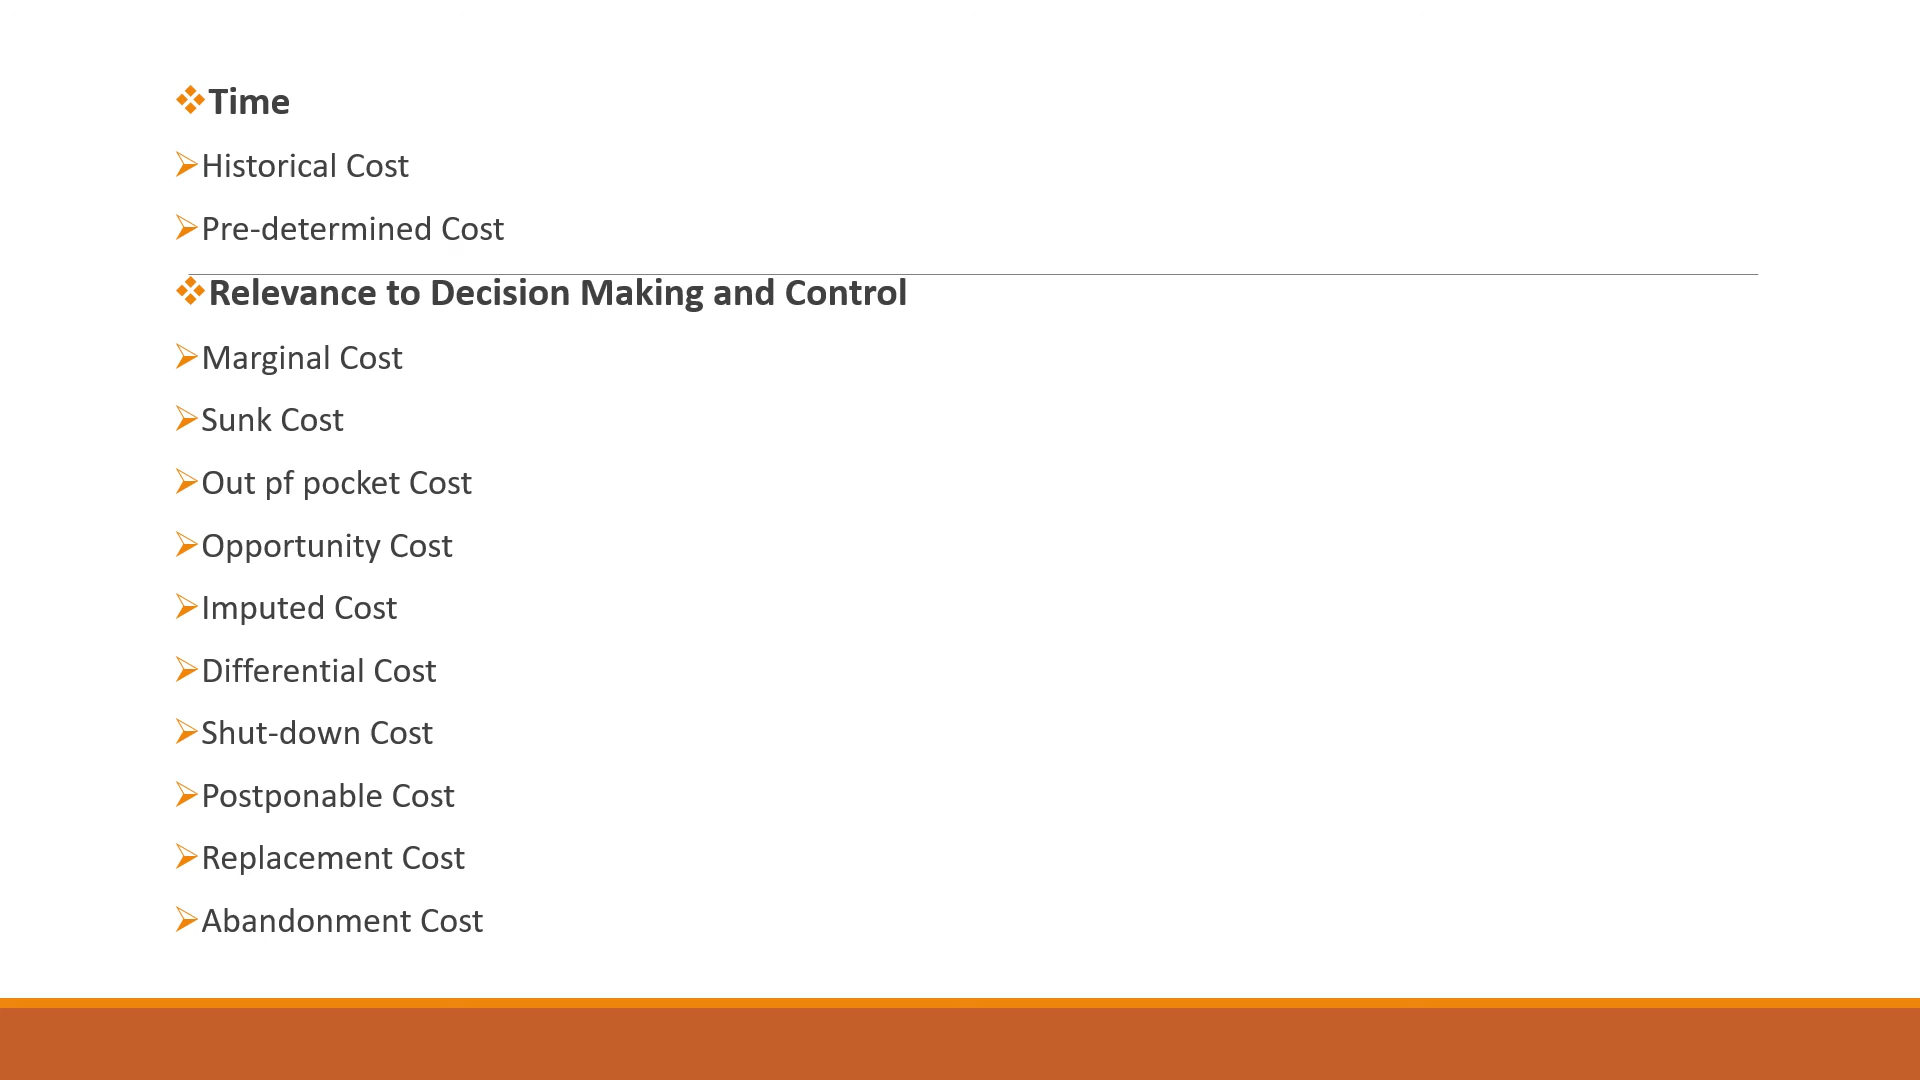 ❖Time
➢Historical Cost
➢Pre-determined Cost
❖Relevance to Decision Making and Control
➢Marginal Cost
➢Sunk Cost
➢Out pf pocket Cost
➢Opportunity Cost
➢Imputed Cost
➢Differential Cost
➢Shut-down Cost
➢Postponable Cost
➢Replacement Cost
➢Abandonment Cost